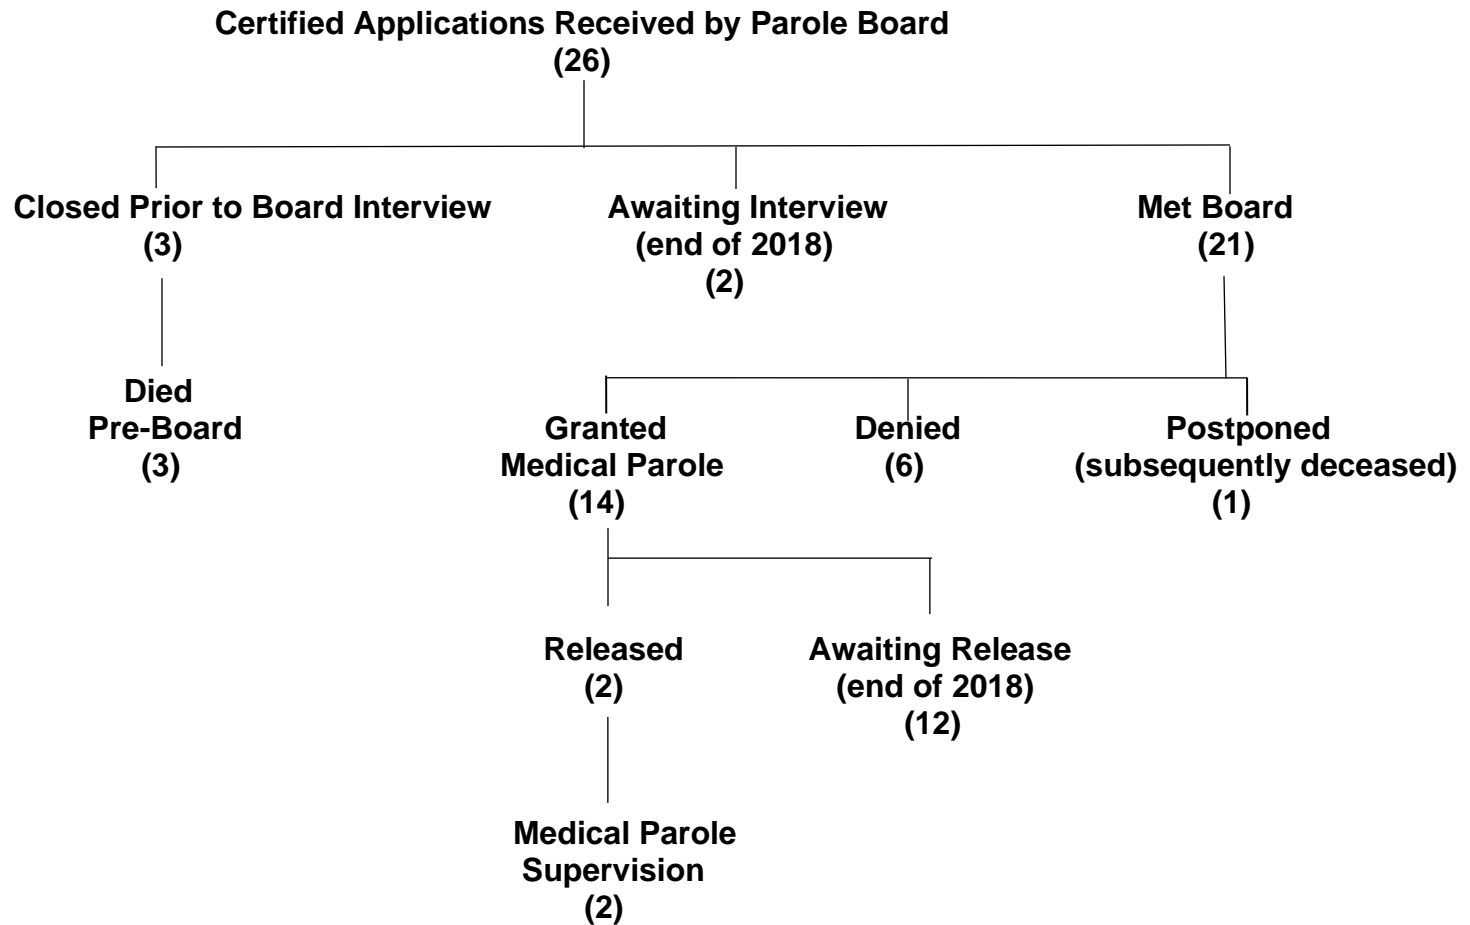 Certified Applications Received by Parole Board
(26)
Closed Prior to Board Interview
(3)
Awaiting Interview
(end of 2018)
(2)
Met Board
(21)
Died
Pre-Board
(3)
Granted
Medical Parole
(14)
Denied
(6)
Postponed
(subsequently deceased)
(1)
Released
(2)
Awaiting Release
(end of 2018)
(12)
Medical Parole
Supervision
(2)